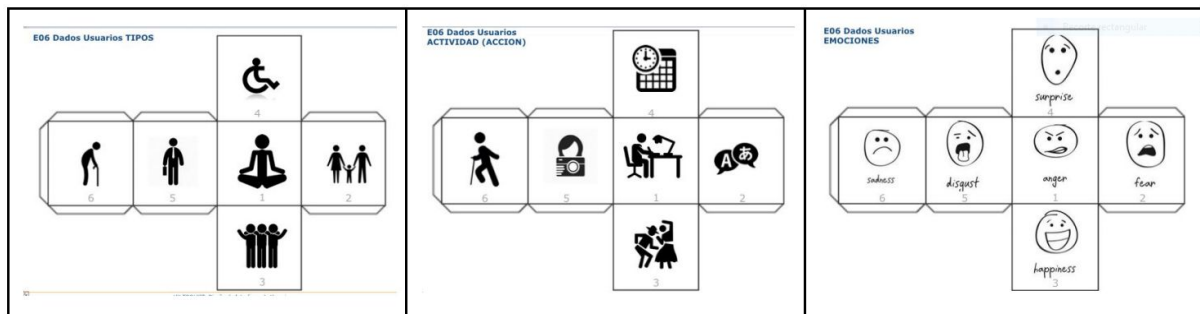 E06 Dados Usuarios TIPOS
4
6
5
1
2
3
E06 Dados Usuarios
ACTIVIDAD (ACCION)
4
A あ
6
5
1
2
3
E06 Dados Usuarios
EMOCIONES
surprise
4
sadness
6
disgust
5
anger
1
fear
2
happiness
3